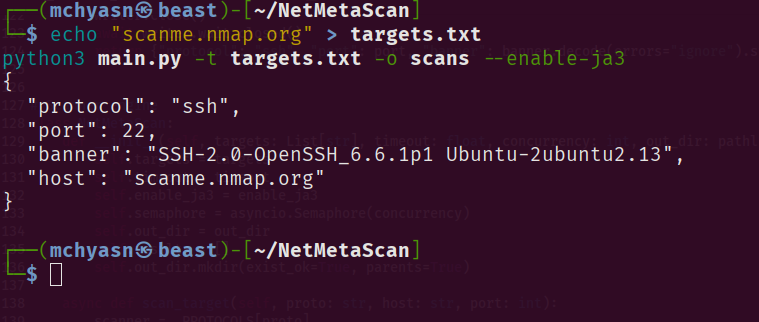 ┌──(mchyasn㉿beast)-[~/NetMetaScan]
└─$ echo "scanme.nmap.org" > targets.txt
python3 main.py -t targets.txt -o scans --enable-ja3
{
  "protocol": "ssh",
  "port": 22,
  "banner": "SSH-2.0-OpenSSH_6.6.1p1 Ubuntu-2ubuntu2.13",
  "host": "scanme.nmap.org"
}
┌──(mchyasn㉿beast)-[~/NetMetaScan]
└─$